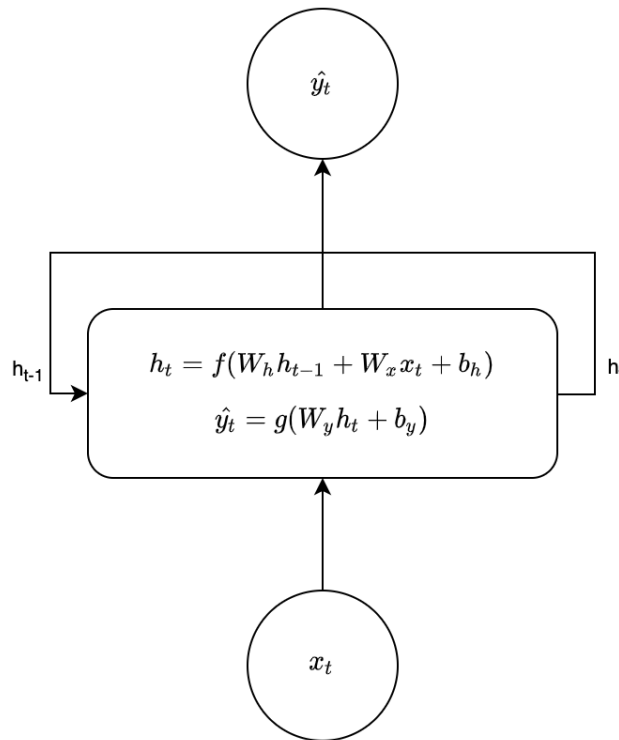 ŷ_t
h_{t-1}
h_t = f(W_h h_{t-1} + W_x x_t + b_h)
h
ŷ_t = g(W_y h_t + b_y)
x_t